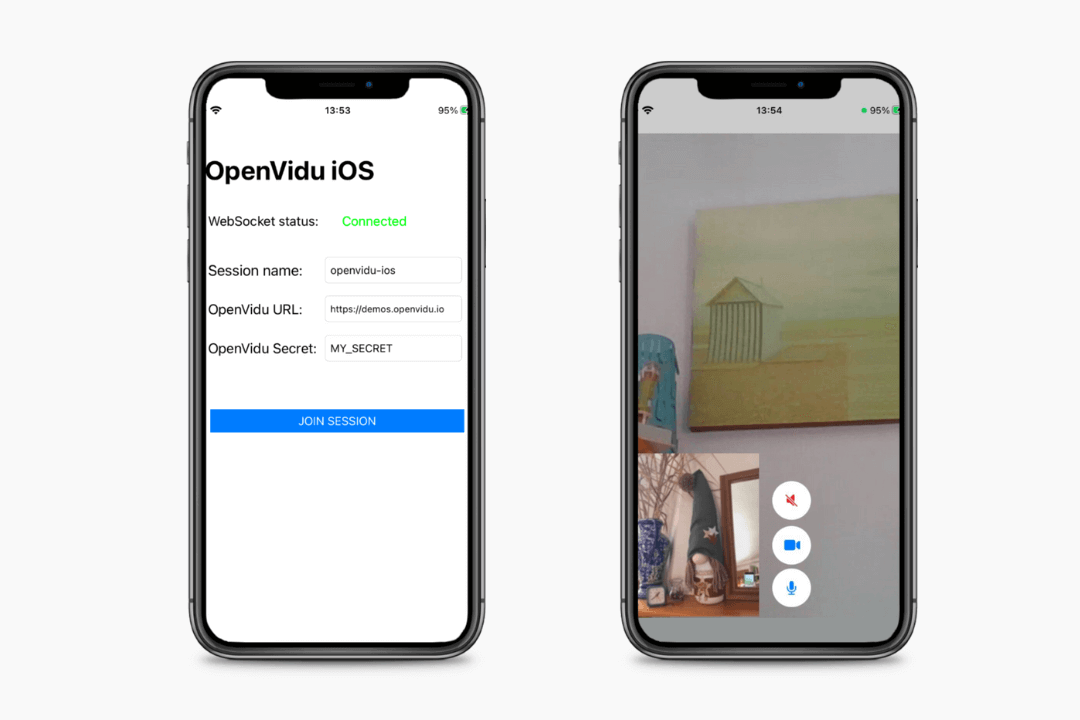 13:53 95%
OpenVidu iOS
WebSocket status: Connected
Session name: openvidu-ios
OpenVidu URL: https://demos.openvidu.io
OpenVidu Secret: MY_SECRET
JOIN SESSION
13:54 95%